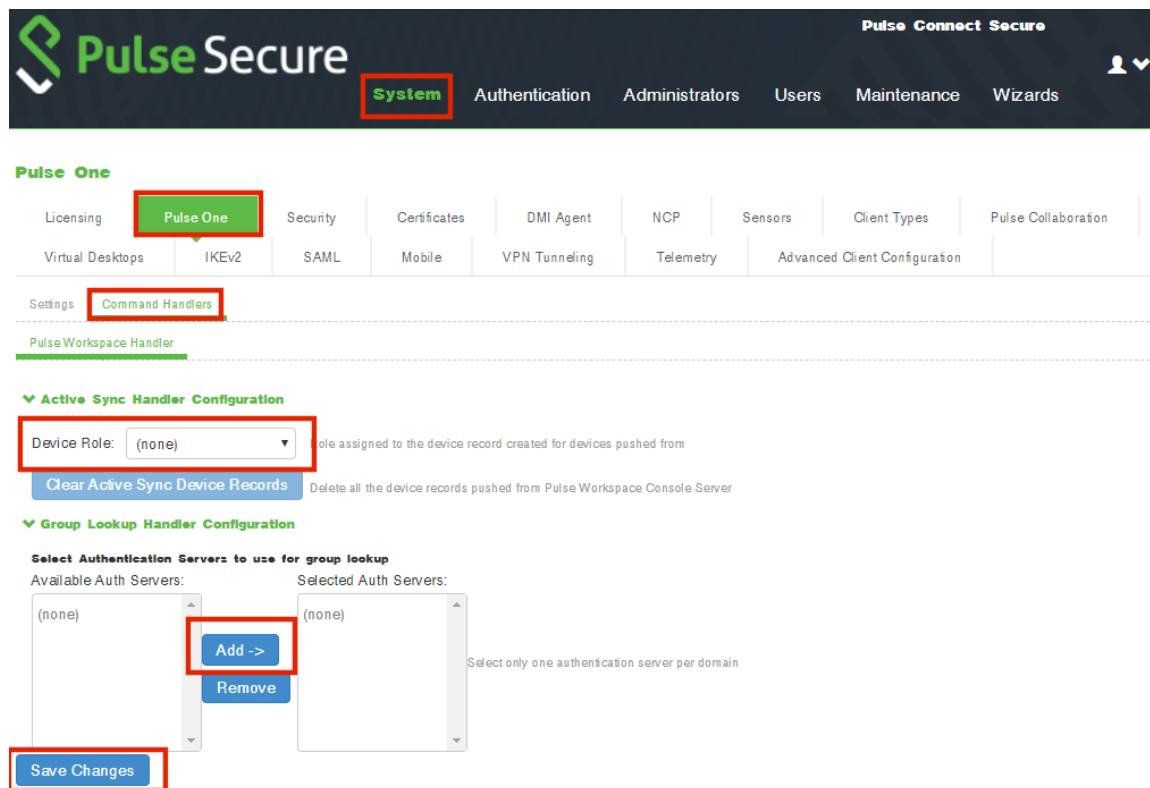 Pulse Connect Secure
Pulse Secure
System Authentication Administrators Users Maintenance Wizards
Pulse One
Licensing Pulse One Security Certificates DMI Agent NCP Sensors Client Types Pulse Collaboration
Virtual Desktops IKEv2 SAML Mobile VPN Tunneling Telemetry Advanced Client Configuration
Settings Command Handlers
Pulse Workspace Handler
Active Sync Handler Configuration
Device Role: (none) ole assigned to the device record created for devices pushed from
Clear Active Sync Device Records Delete all the device records pushed from Pulse Workspace Console Server
Group Lookup Handler Configuration
Select Authentication Servers to use for group lookup
Available Auth Servers: Selected Auth Servers:
(none) (none)
Add ->
Select only one authentication server per domain
Remove
Save Changes